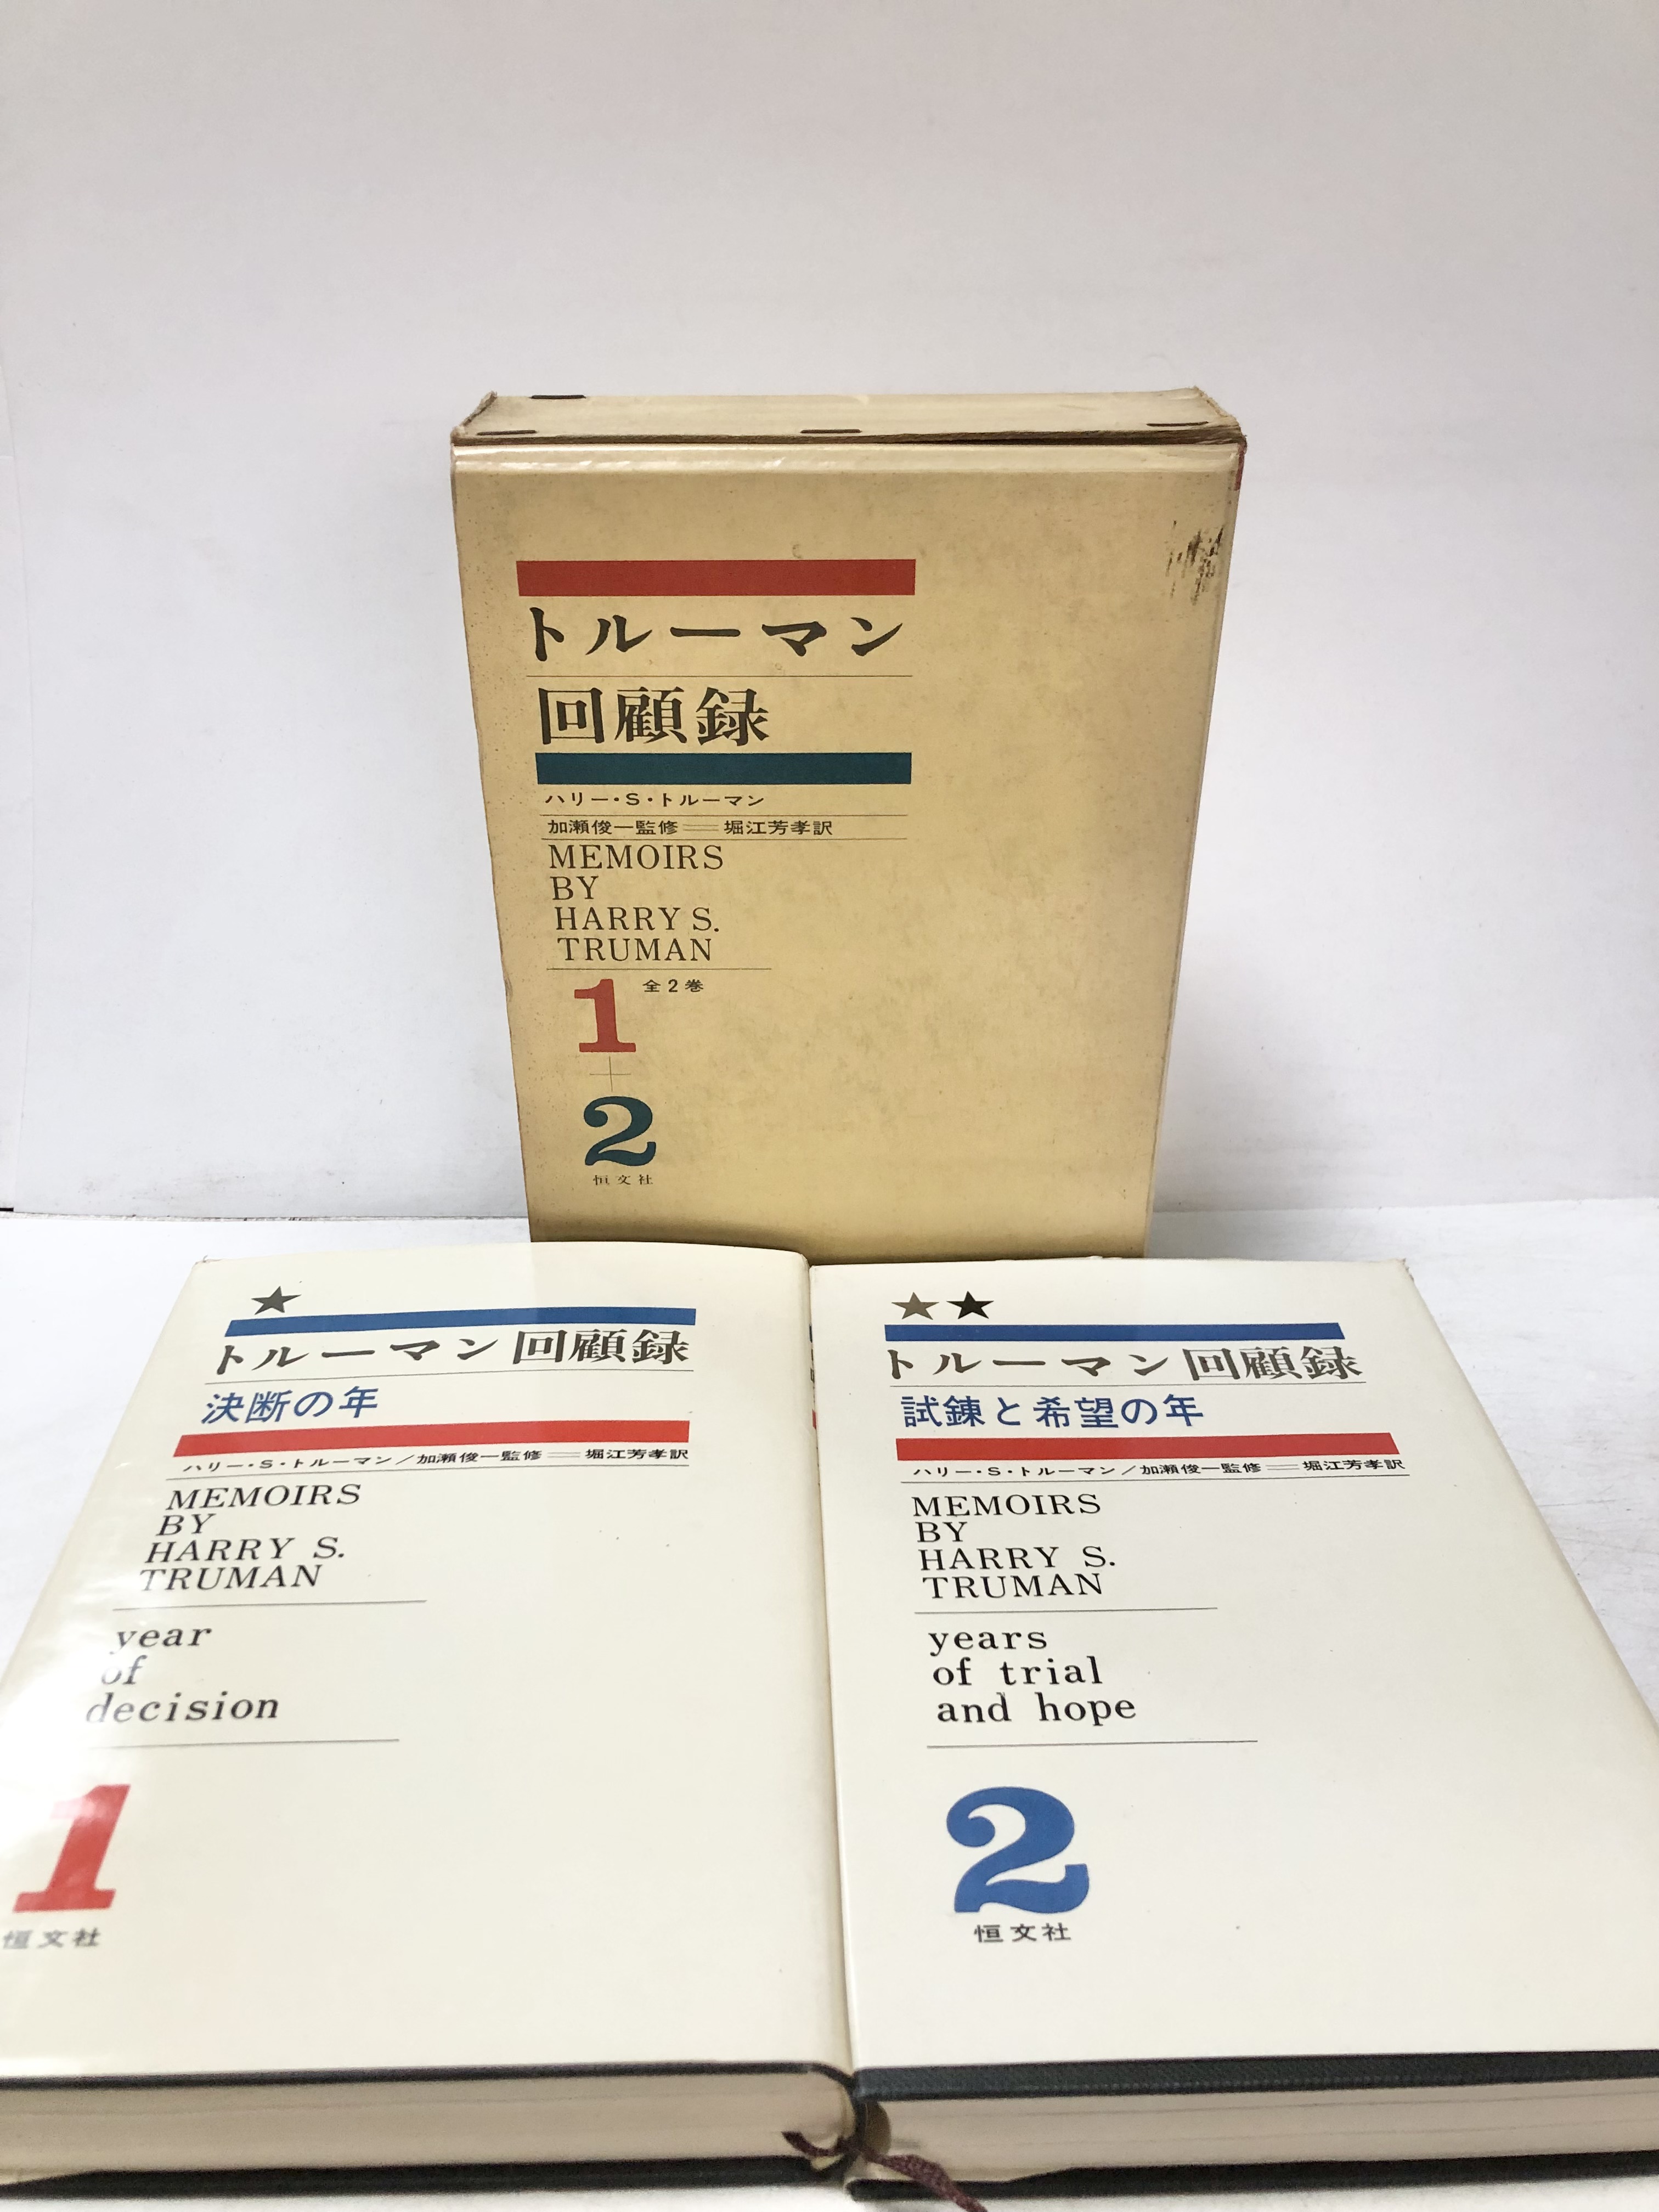 トルーマン
回顧録
ハリー・S・トルーマン
加瀬俊一監修＝堀江芳孝訳
MEMOIRS
BY
HARRY S.
TRUMAN
1 全2巻
+
2
恒文社
★
トルーマン回顧録
決断の年
ハリー・S・トルーマン／加瀬俊一監修＝堀江芳孝訳
MEMOIRS
BY
HARRY S.
TRUMAN
year
of
decision
1
恒文社
★★
トルーマン回顧録
試錬と希望の年
ハリー・S・トルーマン／加瀬俊一監修＝堀江芳孝訳
MEMOIRS
BY
HARRY S.
TRUMAN
years
of trial
and hope
2
恒文社